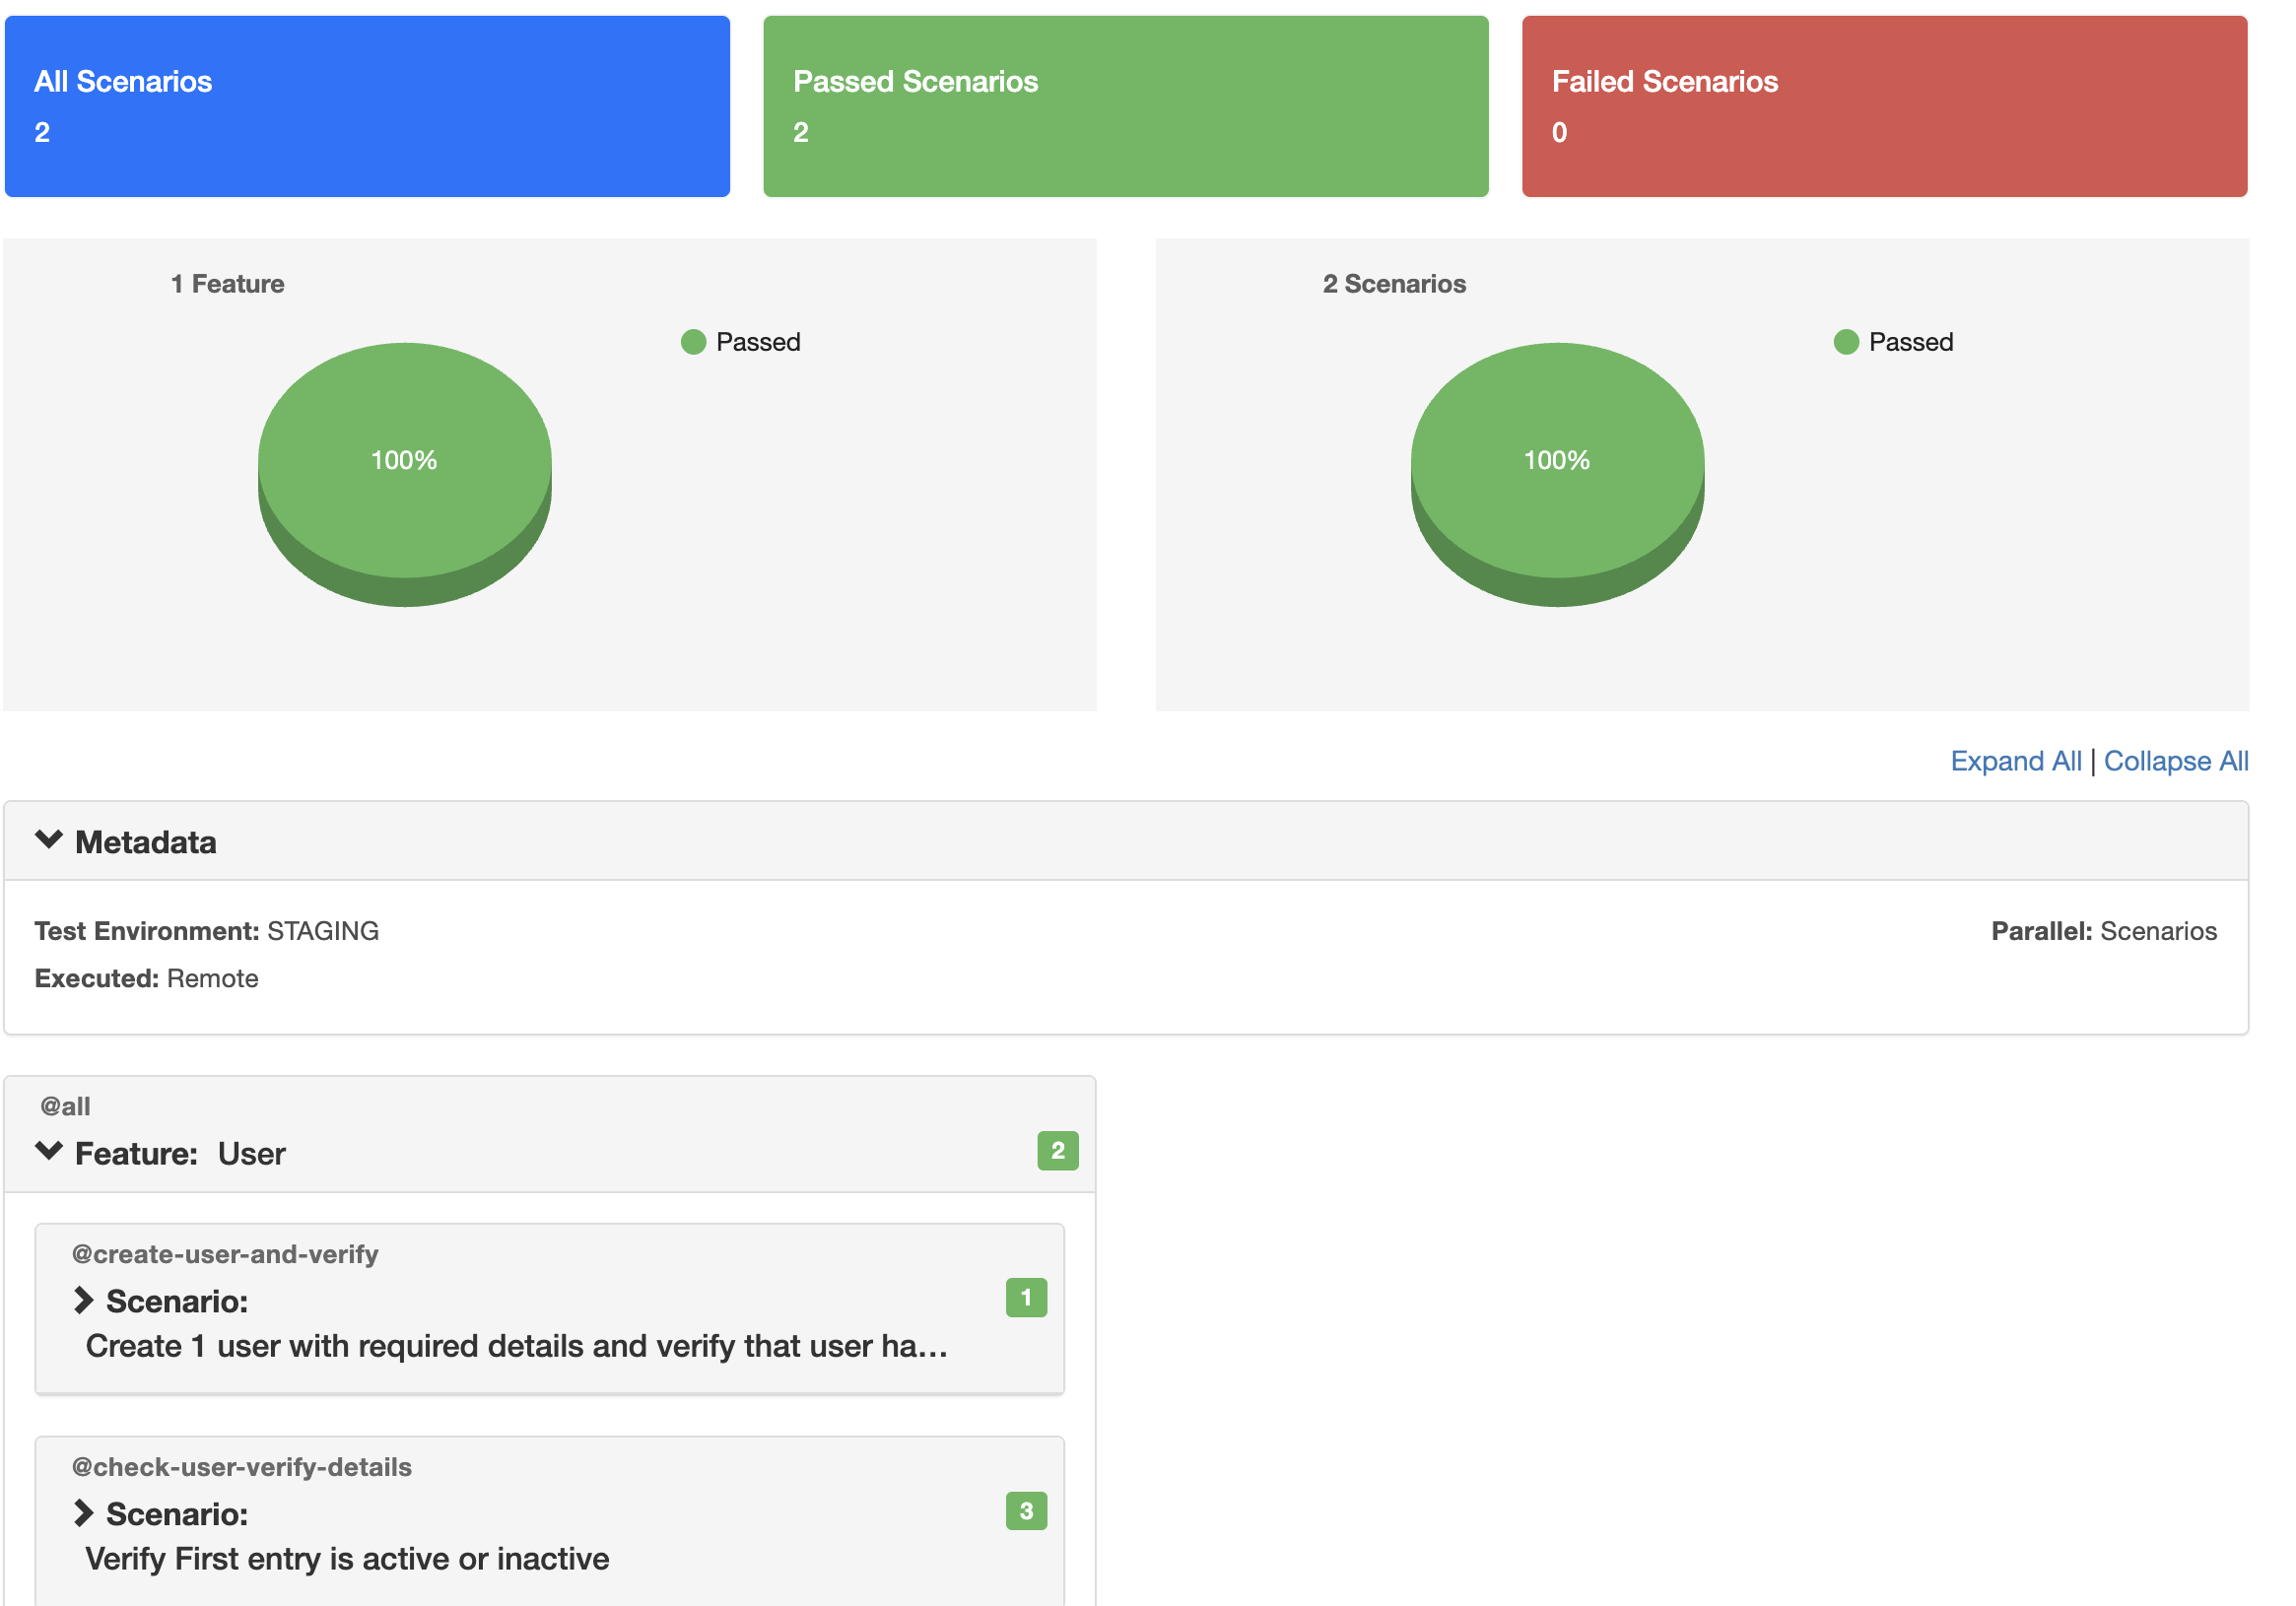 All Scenarios
2
Passed Scenarios
2
Failed Scenarios
0
1 Feature
Passed
100%
2 Scenarios
Passed
100%
Expand All | Collapse All
Metadata
Test Environment: STAGING
Parallel: Scenarios
Executed: Remote
@all
Feature: User
2
@create-user-and-verify
Scenario:
1
Create 1 user with required details and verify that user ha...
@check-user-verify-details
Scenario:
3
Verify First entry is active or inactive